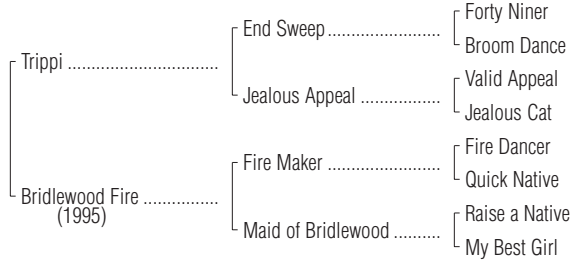 Forty Niner
End Sweep
Broom Dance
Trippi
Valid Appeal
Jealous Appeal
Jealous Cat
Fire Dancer
Fire Maker
Quick Native
Bridlewood Fire
(1995)
Raise a Native
Maid of Bridlewood
My Best Girl